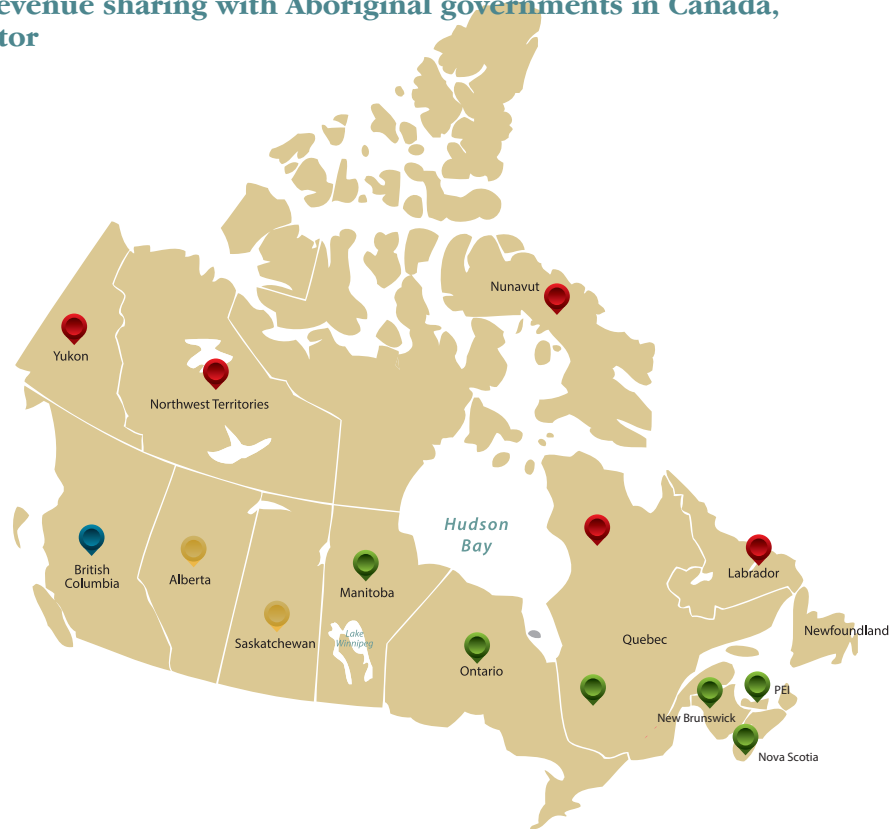 evenue sharing with Aboriginal governments in Canada,
tor
Nunavut
Yukon
Northwest Territories
Hudson
Bay
British
Columbia
Alberta
Manitoba
Labrador
Saskatchewan
Lake
Winnipeg
Newfoundland
Quebec
Ontario
PEI
New Brunswick
Nova Scotia